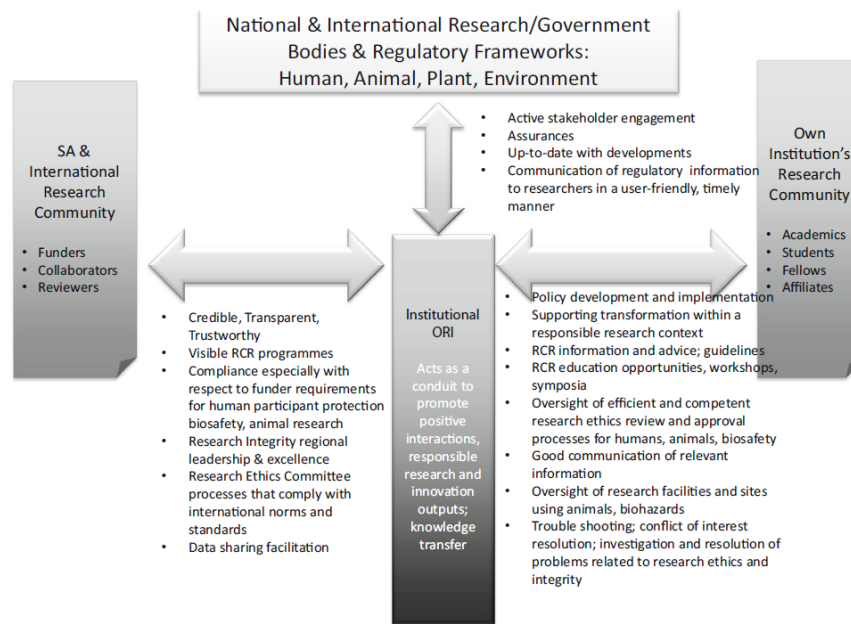 National & International Research/Government
Bodies & Regulatory Frameworks:
Human, Animal, Plant, Environment
SA &
International
Research
Community
• Funders
• Collaborators
• Reviewers
• Active stakeholder engagement
• Assurances
• Up-to-date with developments
• Communication of regulatory information
to researchers in a user-friendly, timely
manner
Own
Institution's
Research
Community
• Academics
• Students
• Fellows
• Affiliates
• Credible, Transparent,
Trustworthy
• Visible RCR programmes
• Compliance especially with
respect to funder requirements
for human participant protection
biosafety, animal research
• Research Integrity regional
leadership & excellence
• Research Ethics Committee
processes that comply with
international norms and
standards
• Data sharing facilitation
Institutional
ORI
Acts as a
conduit to
promote
positive
interactions,
responsible
research and
innovation
outputs;
knowledge
transfer
• Policy development and implementation
• Supporting transformation within a
responsible research context
• RCR information and advice; guidelines
• RCR education opportunities, workshops,
symposia
• Oversight of efficient and competent
research ethics review and approval
processes for humans, animals, biosafety
• Good communication of relevant
information
• Oversight of research facilities and sites
using animals, biohazards
• Trouble shooting; conflict of interest
resolution; investigation and resolution of
problems related to research ethics and
integrity